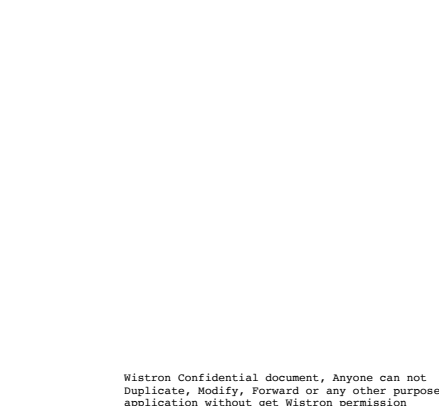 Wistron Confidential document, Anyone can not
Duplicate, Modify, Forward or any other purpose
application without get Wistron permission